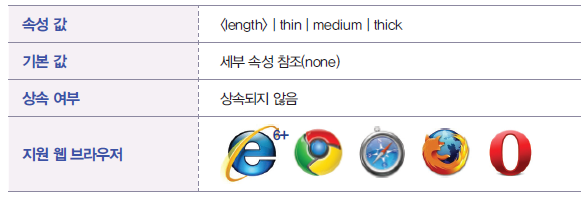 속성 값 〈length〉 | thin | medium | thick
기본 값 세부 속성 참조(none)
상속 여부 상속되지 않음
지원 웹 브라우저 6+